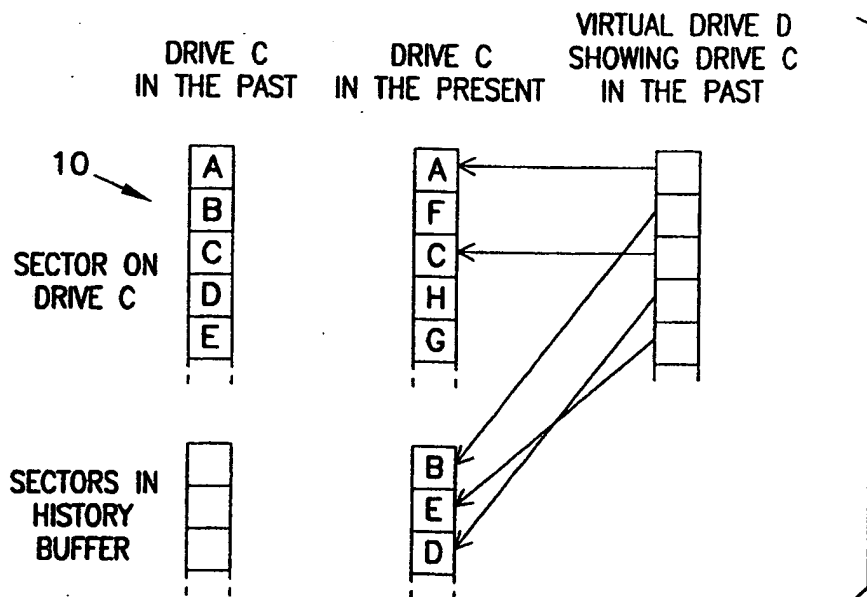 DRIVE C
IN THE PAST
DRIVE C
IN THE PRESENT
VIRTUAL DRIVE D
SHOWING DRIVE C
IN THE PAST
10
SECTOR ON
DRIVE C
A
B
C
D
E
A
F
C
H
G
SECTORS IN
HISTORY
BUFFER
B
E
D